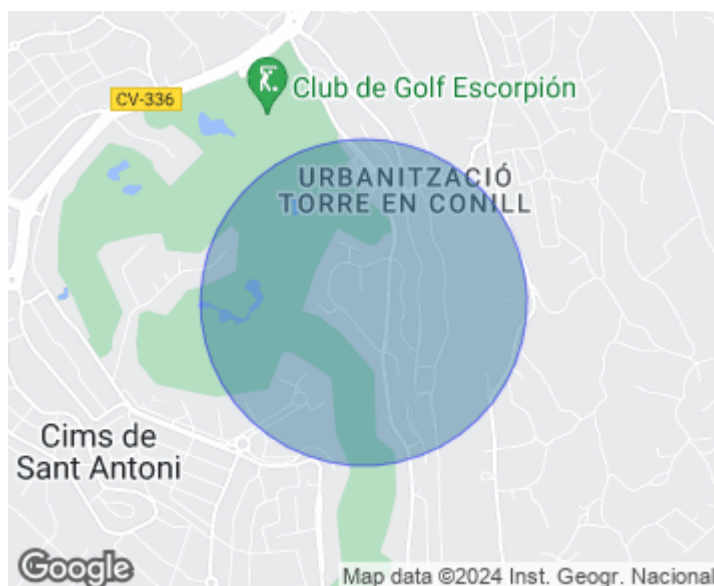 Club de Golf Escorpión
CV-336
URBANITZACIÓ
TORRE EN CONILL
Cims de
Sant Antoni
Google
Map data ©2024 Inst. Geogr. Nacional